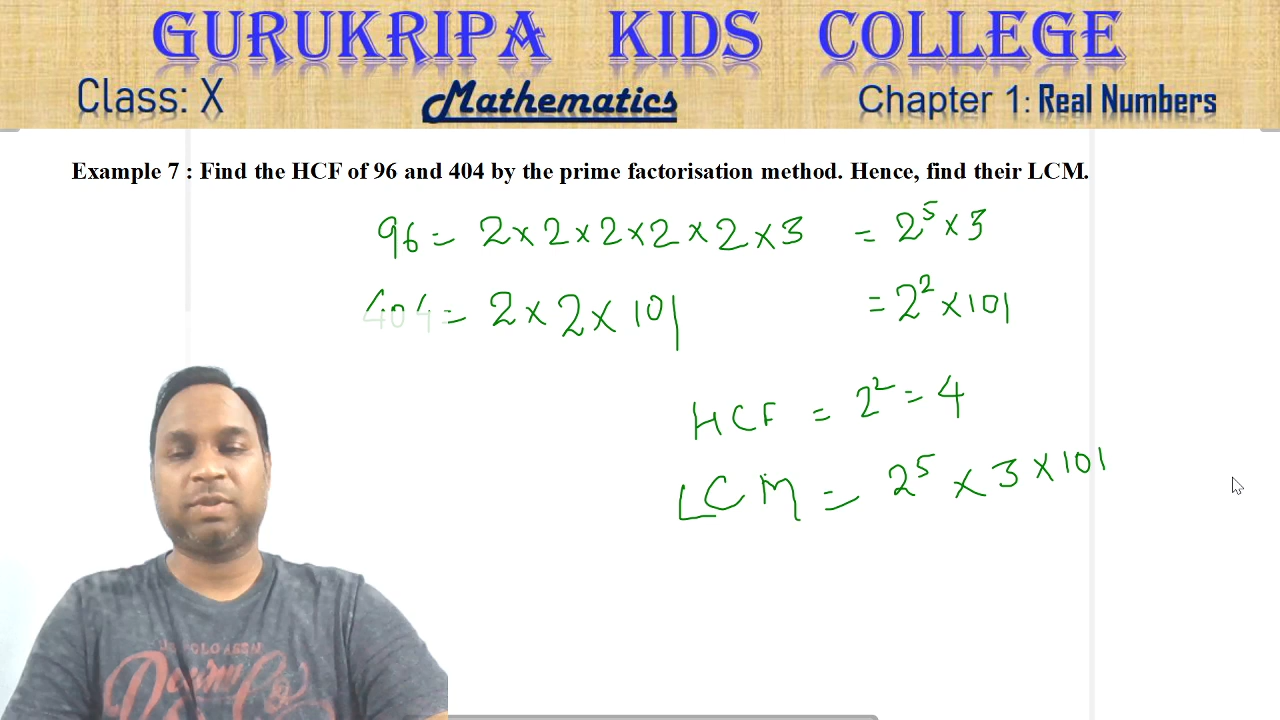 GURUKRIPA KIDS COLLEGE
Class: X Mathematics Chapter 1: Real Numbers
Example 7 : Find the HCF of 96 and 404 by the prime factorisation method. Hence, find their LCM.
96 = 2 × 2 × 2 × 2 × 2 × 3 = 2⁵ × 3
404 = 2 × 2 × 101 = 2² × 101
HCF = 2² = 4
LCM = 2⁵ × 3 × 101